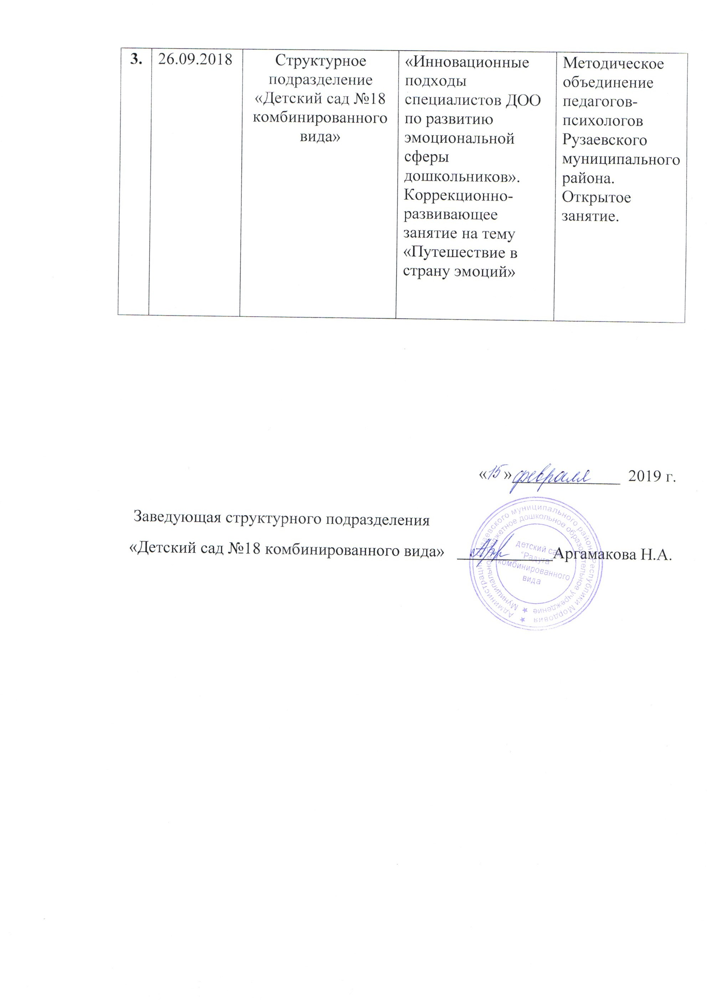 3.
26.09.2018
Структурное
подразделение
«Детский сад №18
комбинированного
вида»
«Инновационные
подходы
специалистов ДОО
по развитию
эмоциональной
сферы
дошкольников».
Коррекционно-
развивающее
занятие на тему
«Путешествие в
страну эмоций»
Методическое
объединение
педагогов-
психологов
Рузаевского
муниципального
района.
Открытое
занятие.
«15» февраля 2019 г.
Заведующая структурного подразделения
«Детский сад №18 комбинированного вида» Аргамакова Н.А.
Администрация Рузаевского муниципального района Республики Мордовия
Муниципальное бюджетное дошкольное образовательное учреждение
детский сад
"Радуга"
комбинированного
вида